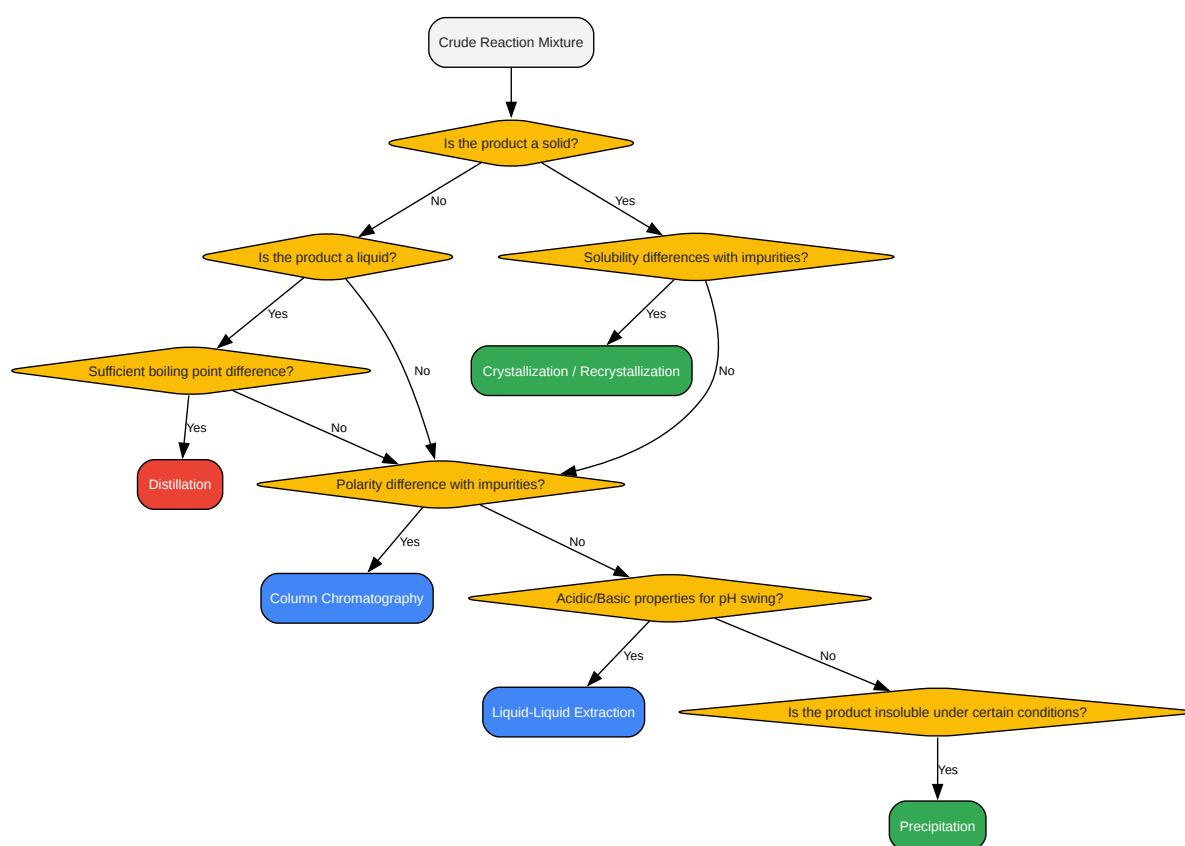 Crude Reaction Mixture
Is the product a solid?
No
Yes
Is the product a liquid?
Solubility differences with impurities?
Yes
No
Yes
No
Sufficient boiling point difference?
Crystallization / Recrystallization
Yes
No
Distillation
Polarity difference with impurities?
Yes
No
Column Chromatography
Acidic/Basic properties for pH swing?
Yes
No
Liquid-Liquid Extraction
Is the product insoluble under certain conditions?
Yes
Precipitation